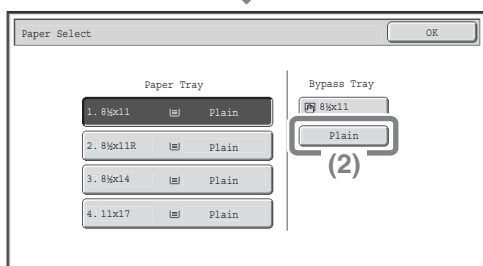 Paper Select
OK
Paper Tray
Bypass Tray
1. 8½x11 Plain
8½x11
2. 8½x11R Plain
Plain
(2)
3. 8½x14 Plain
4. 11x17 Plain